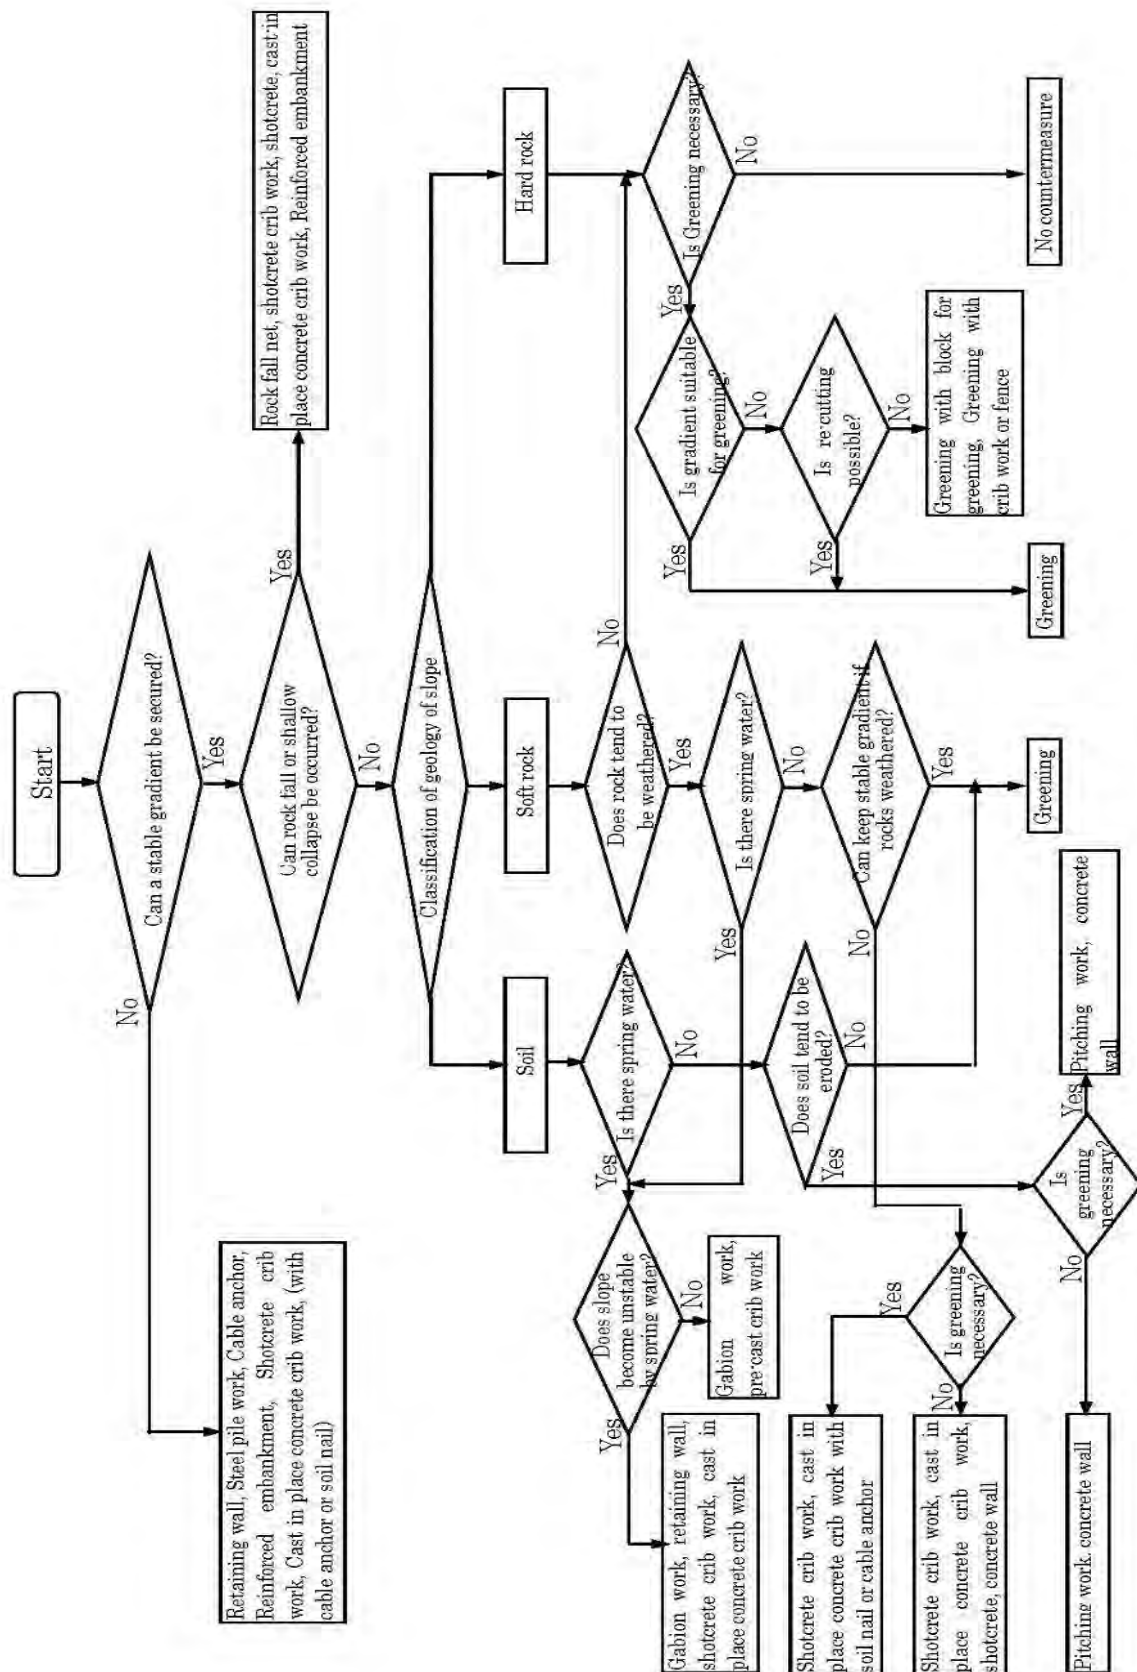 Start
Can a stable gradient be secured?
No
Yes
Retaining wall, Steel pile work, Cable anchor,
Reinforced embankment, Shotcrete crib
work, Cast in place concrete crib work, (with
cable anchor or soil nail)
Can rock fall or shallow
collapse be occurred?
Yes
No
Rock fall net, shotcrete crib work, shotcrete, cast in
place concrete crib work, Reinforced embankment
Classification of geology of slope
Soil
Soft rock
Hard rock
Is there spring water?
Yes
No
Does rock tend to
be weathered?
No
Yes
Is Greening necessary?
Yes
No
Does slope
become unstable
by spring water?
Yes
No
Is there spring water?
Yes
No
Is gradient suitable
for greening?
Yes
No
Gabion work,
pre-cast crib work
Does soil tend to be
eroded?
Yes
No
Can keep stable gradient if
rocks weathered?
No
Yes
Is re-cutting
possible?
Yes
No
Gabion work, retaining wall,
shotcrete crib work, cast in
place concrete crib work
Greening with block for
greening, Greening with
crib work or fence
Is greening
necessary?
Yes
No
Shotcrete crib work, cast in
place concrete crib work with
soil nail or cable anchor
Shotcrete crib work, cast in
place concrete crib work,
shotcrete, concrete wall
Greening
Greening
No countermeasure
Is
greening
necessary?
No
Yes
Pitching work, concrete
wall
Pitching work, concrete wall